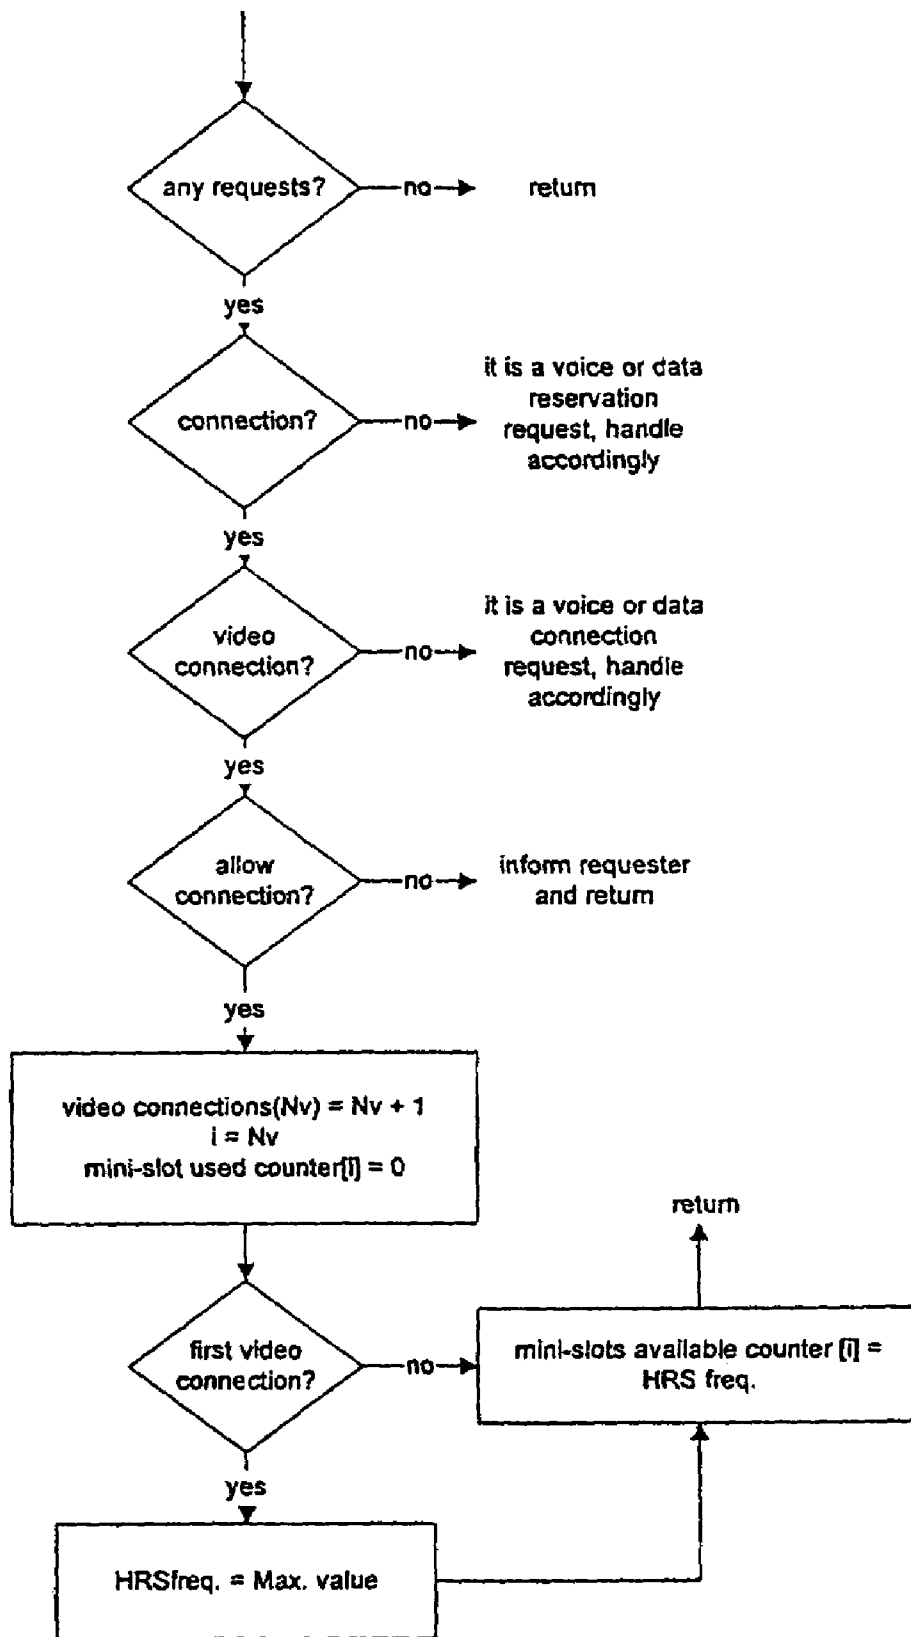 any requests?
no
return
yes
connection?
no
it is a voice or data
reservation
request, handle
accordingly
yes
video
connection?
no
it is a voice or data
connection
request, handle
accordingly
yes
allow
connection?
no
inform requester
and return
yes
video connections(Nv) = Nv + 1
i = Nv
mini-slot used counter[i] = 0
return
first video
connection?
no
mini-slots available counter [i] =
HRS freq.
yes
HRSfreq. = Max. value